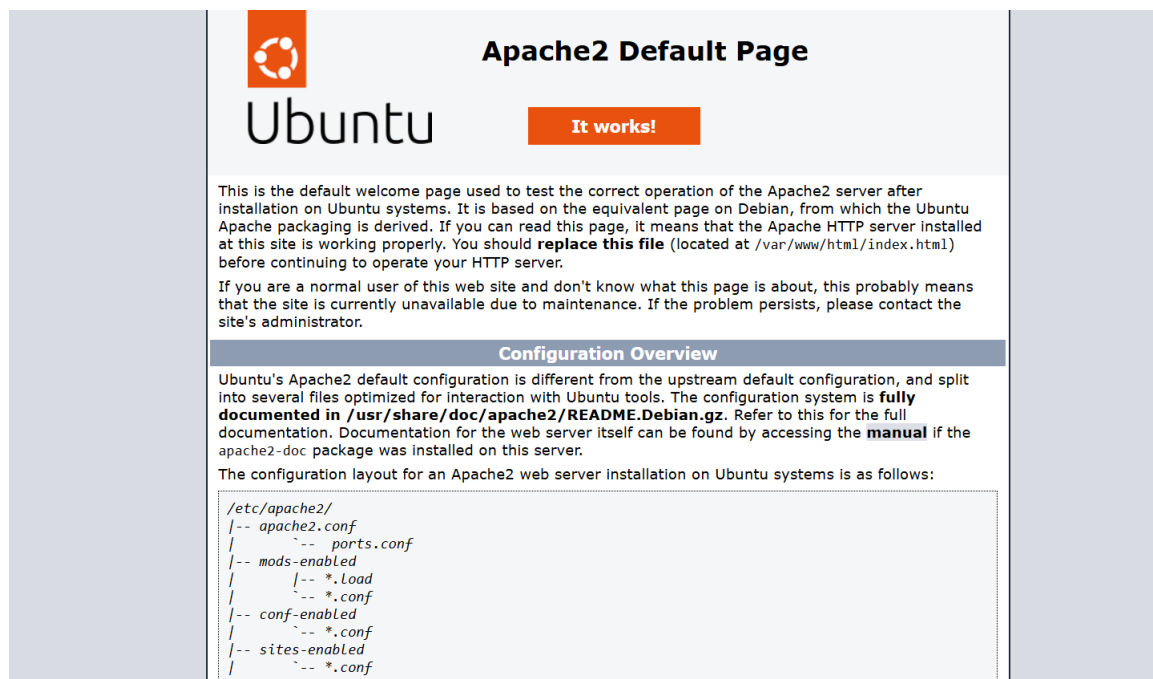 Apache2 Default Page
Ubuntu
It works!
This is the default welcome page used to test the correct operation of the Apache2 server after
installation on Ubuntu systems. It is based on the equivalent page on Debian, from which the Ubuntu
Apache packaging is derived. If you can read this page, it means that the Apache HTTP server installed
at this site is working properly. You should replace this file (located at /var/www/html/index.html)
before continuing to operate your HTTP server.
If you are a normal user of this web site and don't know what this page is about, this probably means
that the site is currently unavailable due to maintenance. If the problem persists, please contact the
site's administrator.
Configuration Overview
Ubuntu's Apache2 default configuration is different from the upstream default configuration, and split
into several files optimized for interaction with Ubuntu tools. The configuration system is fully
documented in /usr/share/doc/apache2/README.Debian.gz. Refer to this for the full
documentation. Documentation for the web server itself can be found by accessing the manual if the
apache2-doc package was installed on this server.
The configuration layout for an Apache2 web server installation on Ubuntu systems is as follows:
/etc/apache2/
|-- apache2.conf
|       `--  ports.conf
|-- mods-enabled
|       |-- *.load
|       `-- *.conf
|-- conf-enabled
|       `-- *.conf
|-- sites-enabled
|       `-- *.conf